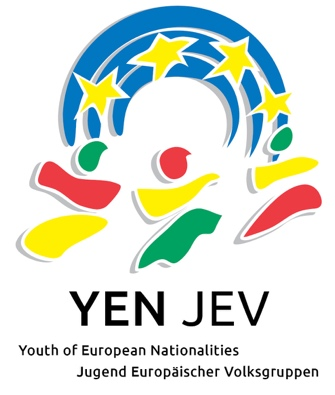 YEN JEV
Youth of European Nationalities
Jugend Europäischer Volksgruppen